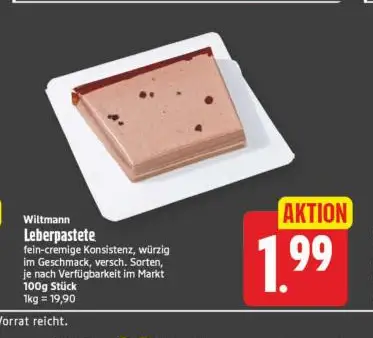 Wiltmann
Leberpastete
fein-cremige Konsistenz, würzig
im Geschmack, versch. Sorten,
je nach Verfügbarkeit im Markt
100g Stück
1kg = 19,90
AKTION
1.99
Vorrat reicht.